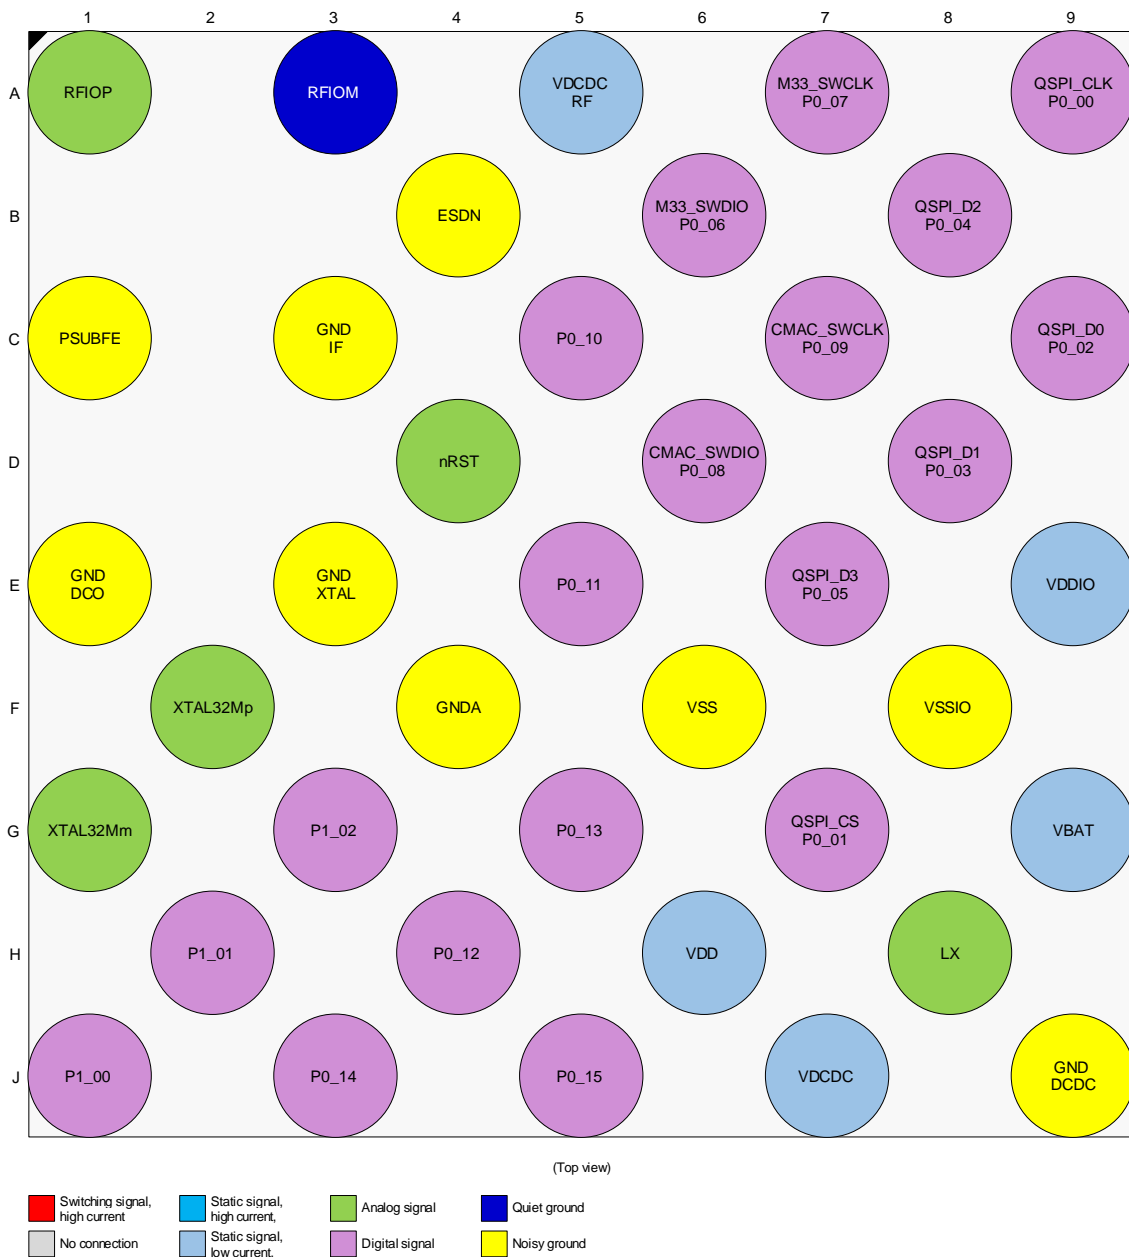 1 2 3 4 5 6 7 8 9
A
RFIOP
RFIOM
VDCDC
RF
M33_SWCLK
P0_07
QSPI_CLK
P0_00
B
ESDN
M33_SWDIO
P0_06
QSPI_D2
P0_04
C
PSUBFE
GND
IF
P0_10
CMAC_SWCLK
P0_09
QSPI_D0
P0_02
D
nRST
CMAC_SWDIO
P0_08
QSPI_D1
P0_03
E
GND
DCO
GND
XTAL
P0_11
QSPI_D3
P0_05
VDDIO
F
XTAL32Mp
GNDA
VSS
VSSIO
G
XTAL32Mm
P1_02
P0_13
QSPI_CS
P0_01
VBAT
H
P1_01
P0_12
VDD
LX
J
P1_00
P0_14
P0_15
VDCDC
GND
DCDC
(Top view)
Switching signal,
high current
Static signal,
high current,
Analog signal
Quiet ground
No connection
Static signal,
low current,
Digital signal
Noisy ground